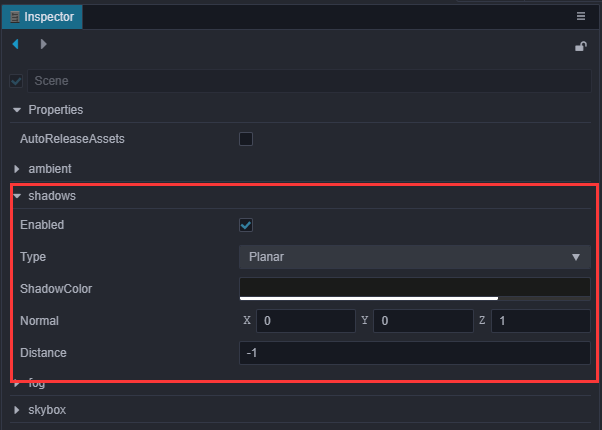 Inspector
Scene
Properties
AutoReleaseAssets
ambient
shadows
Enabled
Type Planar
ShadowColor
Normal X 0 Y 0 Z 1
Distance -1
fog
skybox